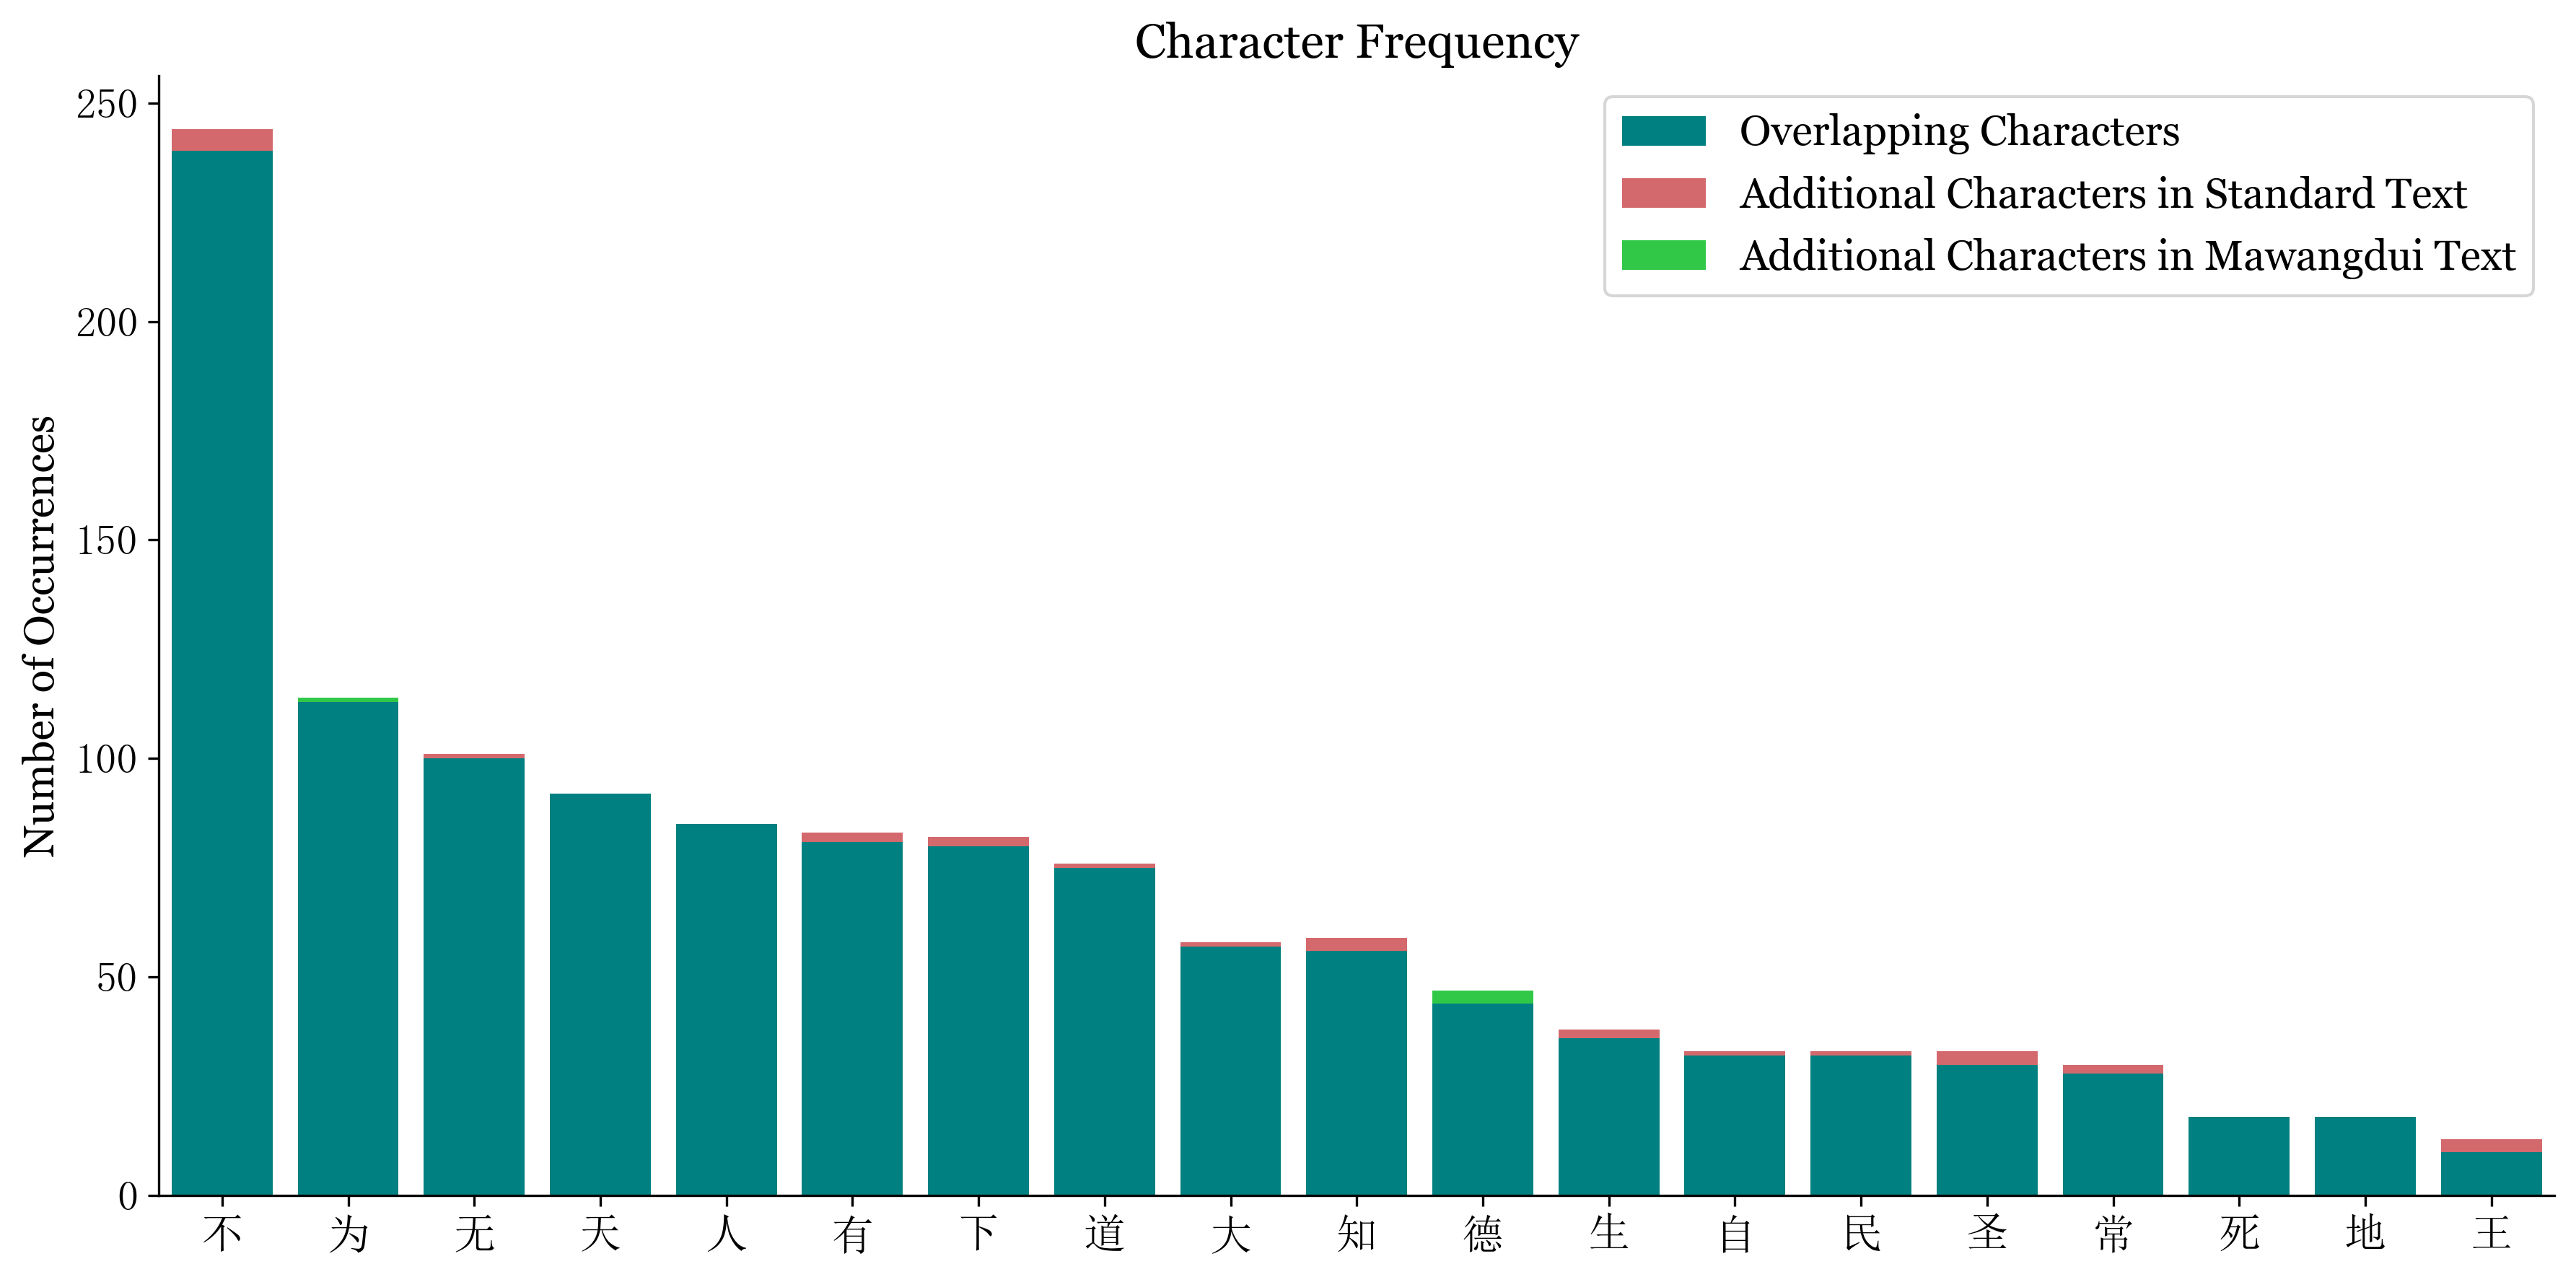 Character Frequency
Overlapping Characters
Additional Characters in Standard Text
Additional Characters in Mawangdui Text
Number of Occurrences
250
200
150
100
50
0
不 为 无 天 人 有 下 道 大 知 德 生 自 民 圣 常 死 地 王